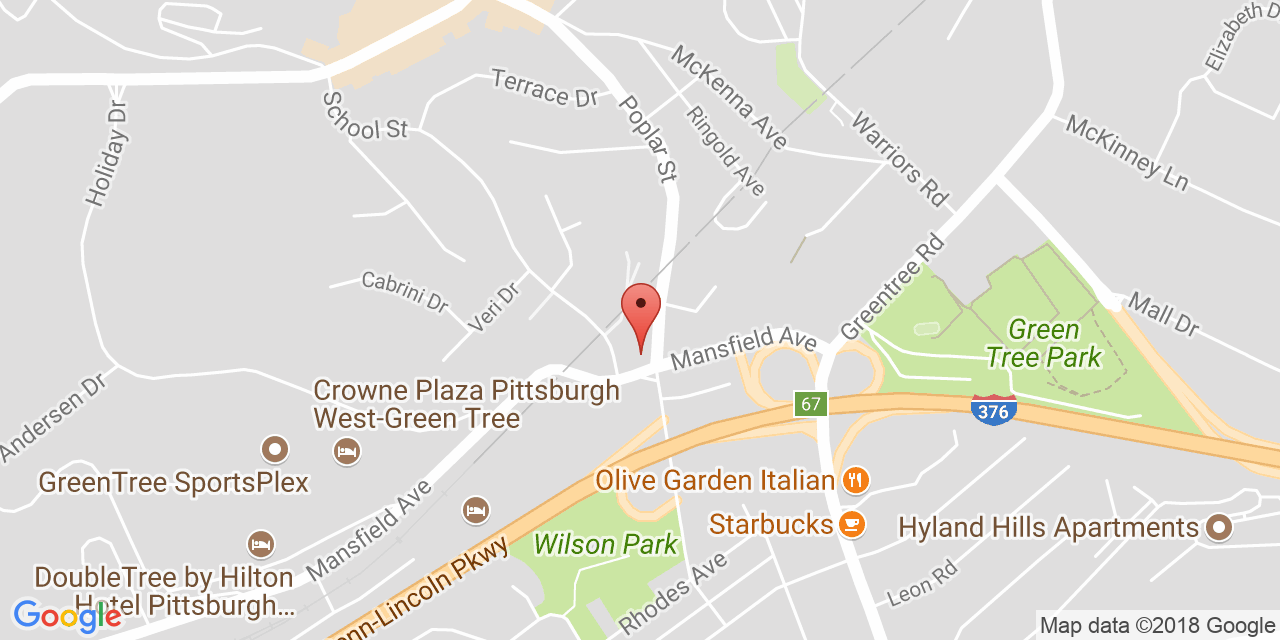 Elizabeth D
McKenna Ave
Terrace Dr
Poplar St
School St
Holiday Dr
Ringold Ave
Warriors Rd
McKinney Ln
Greentree Rd
Cabrini Dr
Veri Dr
Mall Dr
Green
Tree Park
Mansfield Ave
Andersen Dr
Crowne Plaza Pittsburgh
West-Green Tree
67
376
GreenTree SportsPlex
Olive Garden Italian
Mansfield Ave
Starbucks
Hyland Hills Apartments
Wilson Park
enn-Lincoln Pkwy
DoubleTree by Hilton
Hotel Pittsburgh...
Rhodes Ave
Leon Rd
Google
Map data ©2018 Google